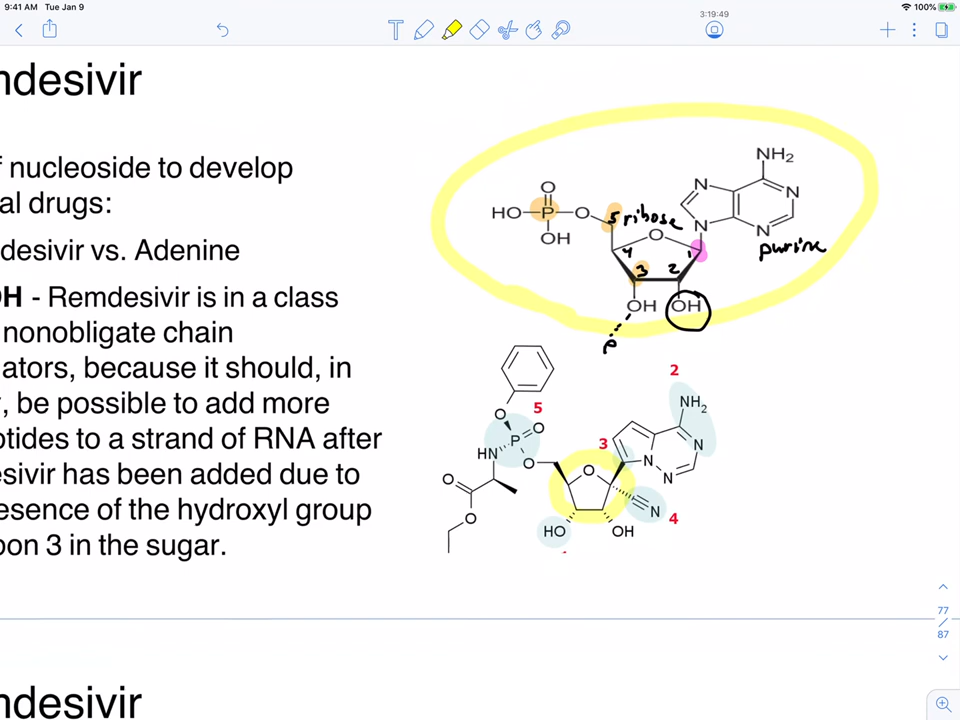 9:41 AM Tue Jan 9
3:19:49
100%
ndesivir
f nucleoside to develop
al drugs:
desivir vs. Adenine
OH - Remdesivir is in a class
nonobligate chain
ators, because it should, in
, be possible to add more
otides to a strand of RNA after
esivir has been added due to
esence of the hydroxyl group
oon 3 in the sugar.
NH2
N
N
N
N
purine
O
HO P O
OH
5 ribose
O
4
1
3
2
OH
OH
P
2
NH2
N
N
N
3
5
O
P
O
HN
O
O
O
O
N
4
HO
OH
77
/
87
ndesivir